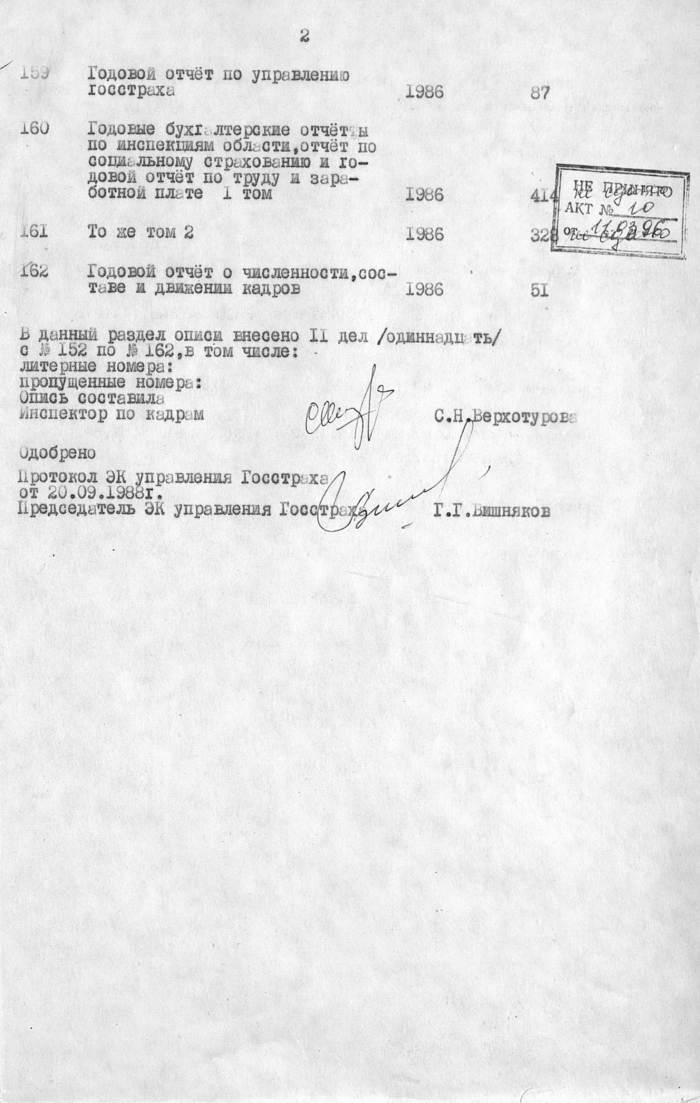 2
159 Годовой отчёт по управлению
госстраха 1986 87
160 Годовые бухгалтерские отчёты
по инспекциям области,отчёт по
социальному страхованию и го-
довой отчёт по труду и зара-
ботной плате 1 том 1986 414
НЕ ПРИНЯТО
АКТ № 10
от
161 То же том 2 1986 328
162 Годовой отчёт о численности,сос-
таве и движении кадров 1986 51
В данный раздел описи внесено II дел /одиннадцать/
с № 152 по № 162,в том числе:
литерные номера:
пропущенные номера:
Опись составила
Инспектор по кадрам С.Н.Верхотурова
Одобрено
Протокол ЭК управления Госстраха
от 20.09.1988г.
Председатель ЭК управления Госстраха Г.Г.Вишняков